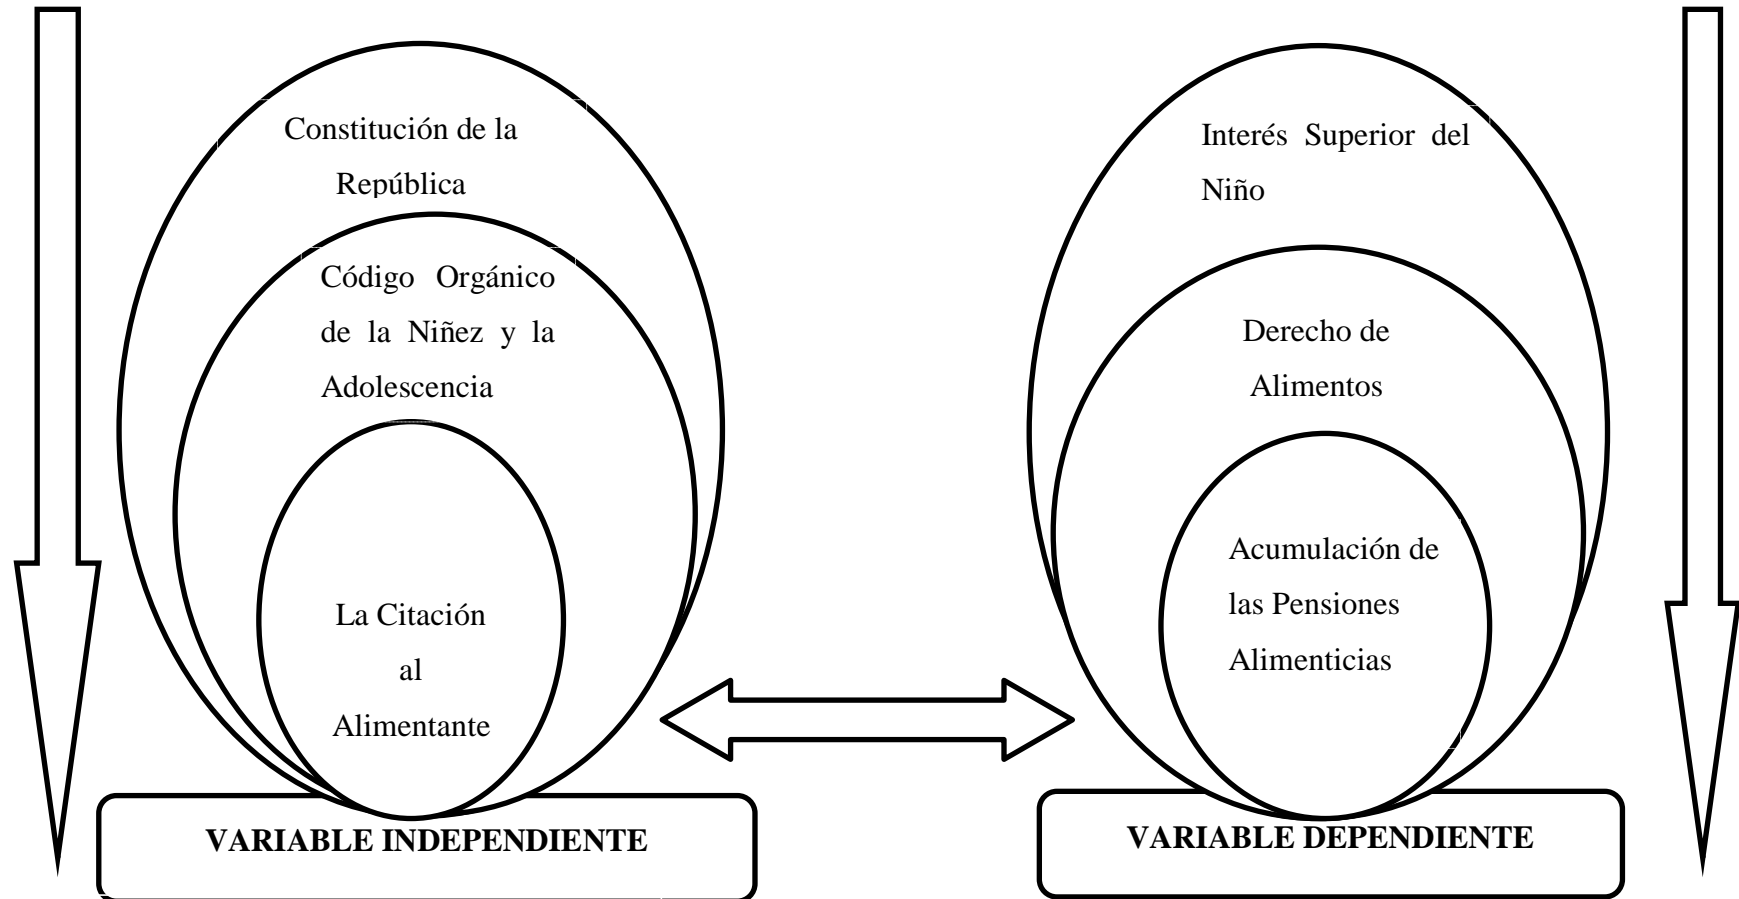 Constitución de la
República
Código Orgánico
de la Niñez y la
Adolescencia
La Citación
al
Alimentante
VARIABLE INDEPENDIENTE
Interés Superior del
Niño
Derecho de
Alimentos
Acumulación de
las Pensiones
Alimenticias
VARIABLE DEPENDIENTE